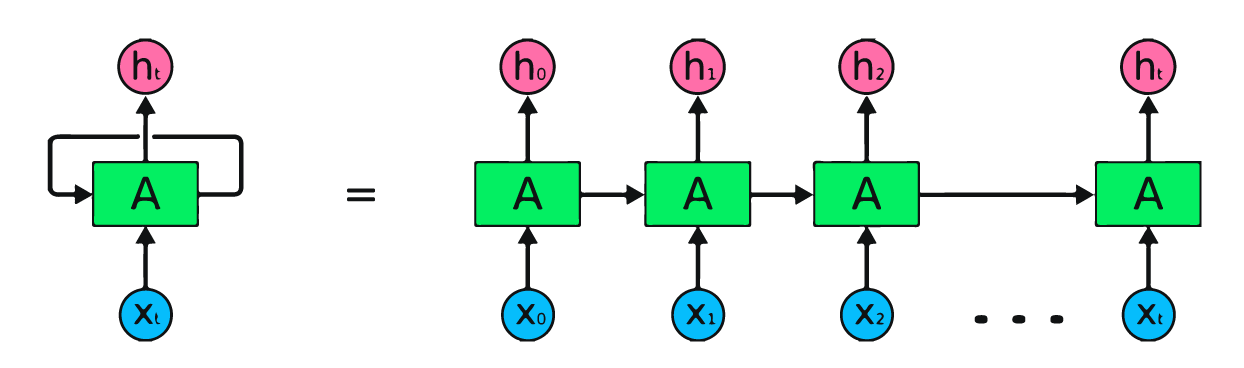 hₜ h₀ h₁ h₂ hₜ
A = A A A A
xₜ x₀ x₁ x₂ . . . xₜ